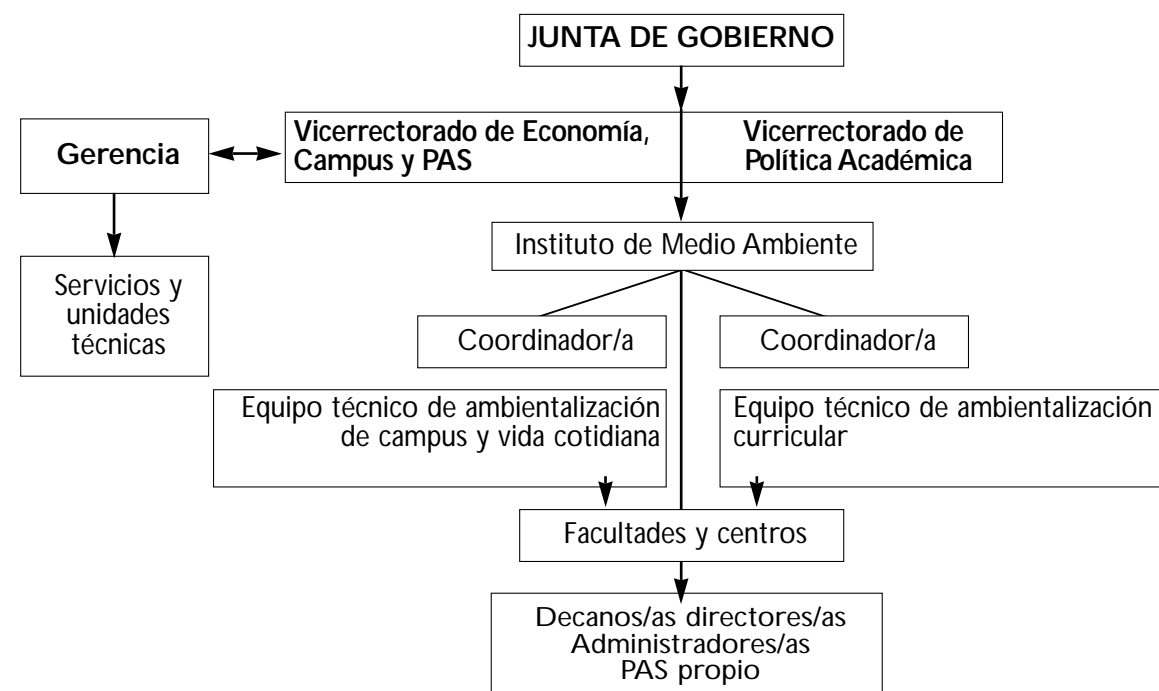 JUNTA DE GOBIERNO
Vicerrectorado de Economía,
Campus y PAS
Vicerrectorado de
Política Académica
Gerencia
Instituto de Medio Ambiente
Servicios y
unidades
técnicas
Coordinador/a
Coordinador/a
Equipo técnico de ambientalización
de campus y vida cotidiana
Equipo técnico de ambientalización
curricular
Facultades y centros
Decanos/as directores/as
Administradores/as
PAS propio